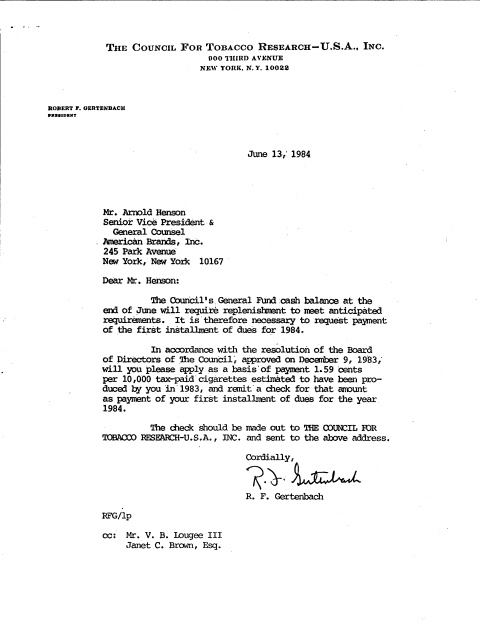 THE COUNCIL FOR TOBACCO RESEARCH—U.S.A., INC.
900 THIRD AVENUE
NEW YORK, N.Y. 10022
ROBERT F. GERTENBACH
PRESIDENT
June 13, 1984
Mr. Arnold Henson
Senior Vice President &
General Counsel
American Brands, Inc.
245 Park Avenue
New York, New York 10167
Dear Mr. Henson:
The Council's General Fund cash balance at the
end of June will require replenishment to meet anticipated
requirements. It is therefore necessary to request payment
of the first installment of dues for 1984.
In accordance with the resolution of the Board
of Directors of The Council, approved on December 9, 1983,
will you please apply as a basis of payment 1.59 cents
per 10,000 tax-paid cigarettes estimated to have been pro-
duced by you in 1983, and remit a check for that amount
as payment of your first installment of dues for the year
1984.
The check should be made out to THE COUNCIL FOR
TOBACCO RESEARCH-U.S.A., INC. and sent to the above address.
Cordially,
R. F. Gertenbach
R. F. Gertenbach
RFG/lp
cc: Mr. V. B. Lougee III
Janet C. Brown, Esq.